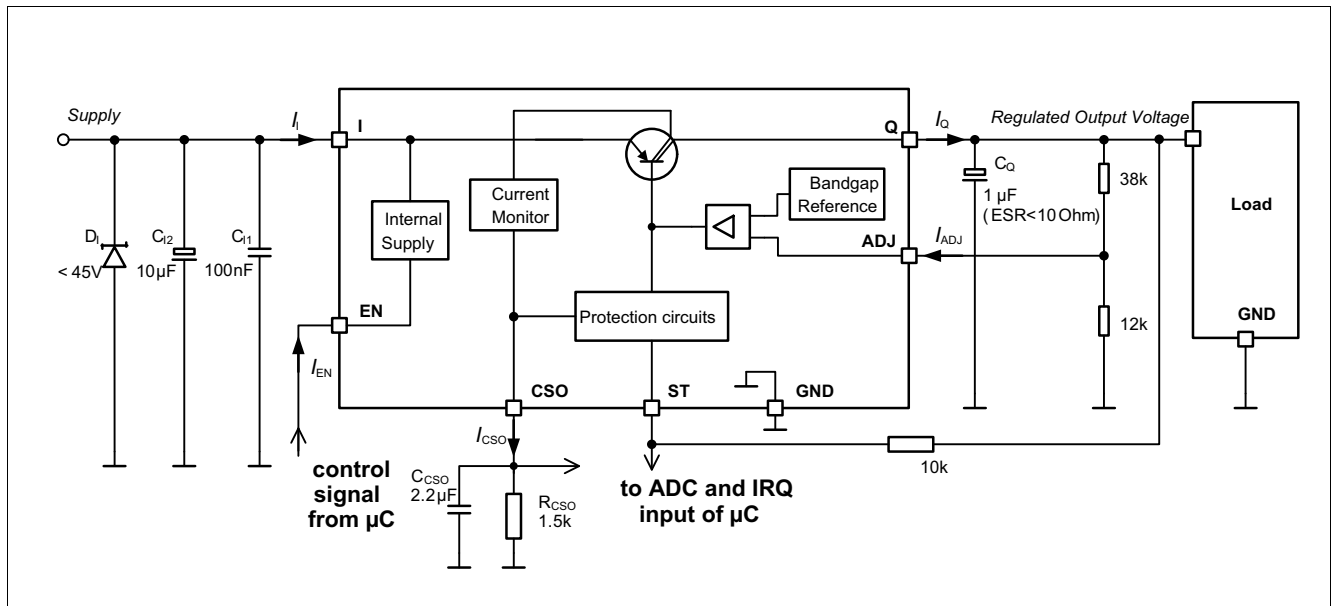 Supply
I_I
I
Q
I_Q
Regulated Output Voltage
Current
Monitor
Bandgap
Reference
C_Q
1 µF
(ESR<10 Ohm)
38k
Load
Internal
Supply
ADJ
I_ADJ
D_I
< 45V
C_I2
10µF
C_I1
100nF
EN
Protection circuits
12k
GND
I_EN
CSO
ST
GND
I_CSO
control
signal
from µC
C_CSO
2.2µF
R_CSO
1.5k
to ADC and IRQ
input of µC
10k